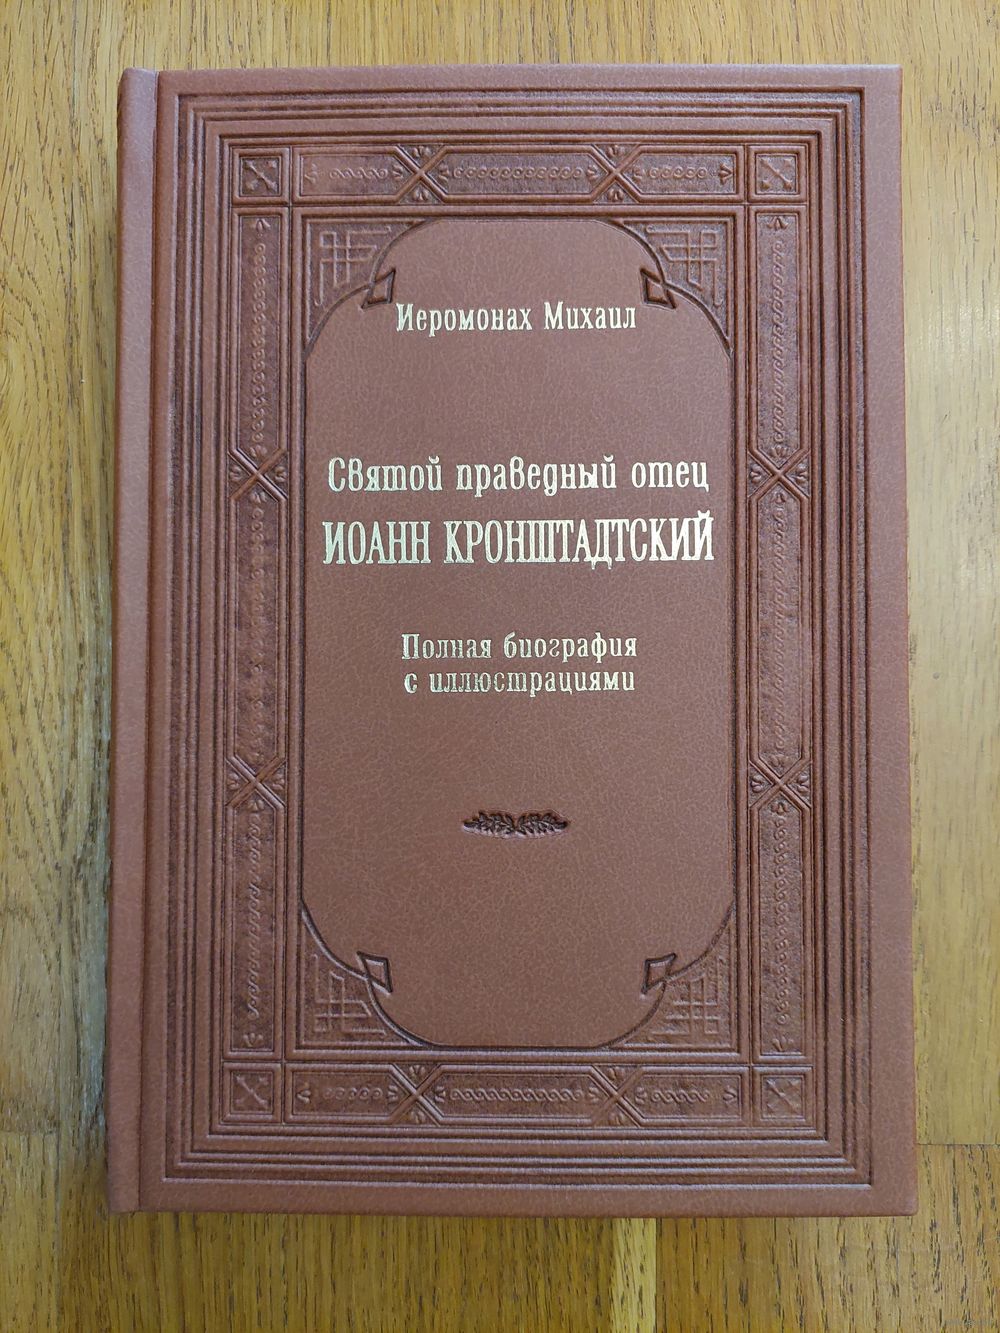 Иеромонах Михаил
Святой праведный отец
ИОАНН КРОНШТАДТСКИЙ
Полная биография
с иллюстрациями